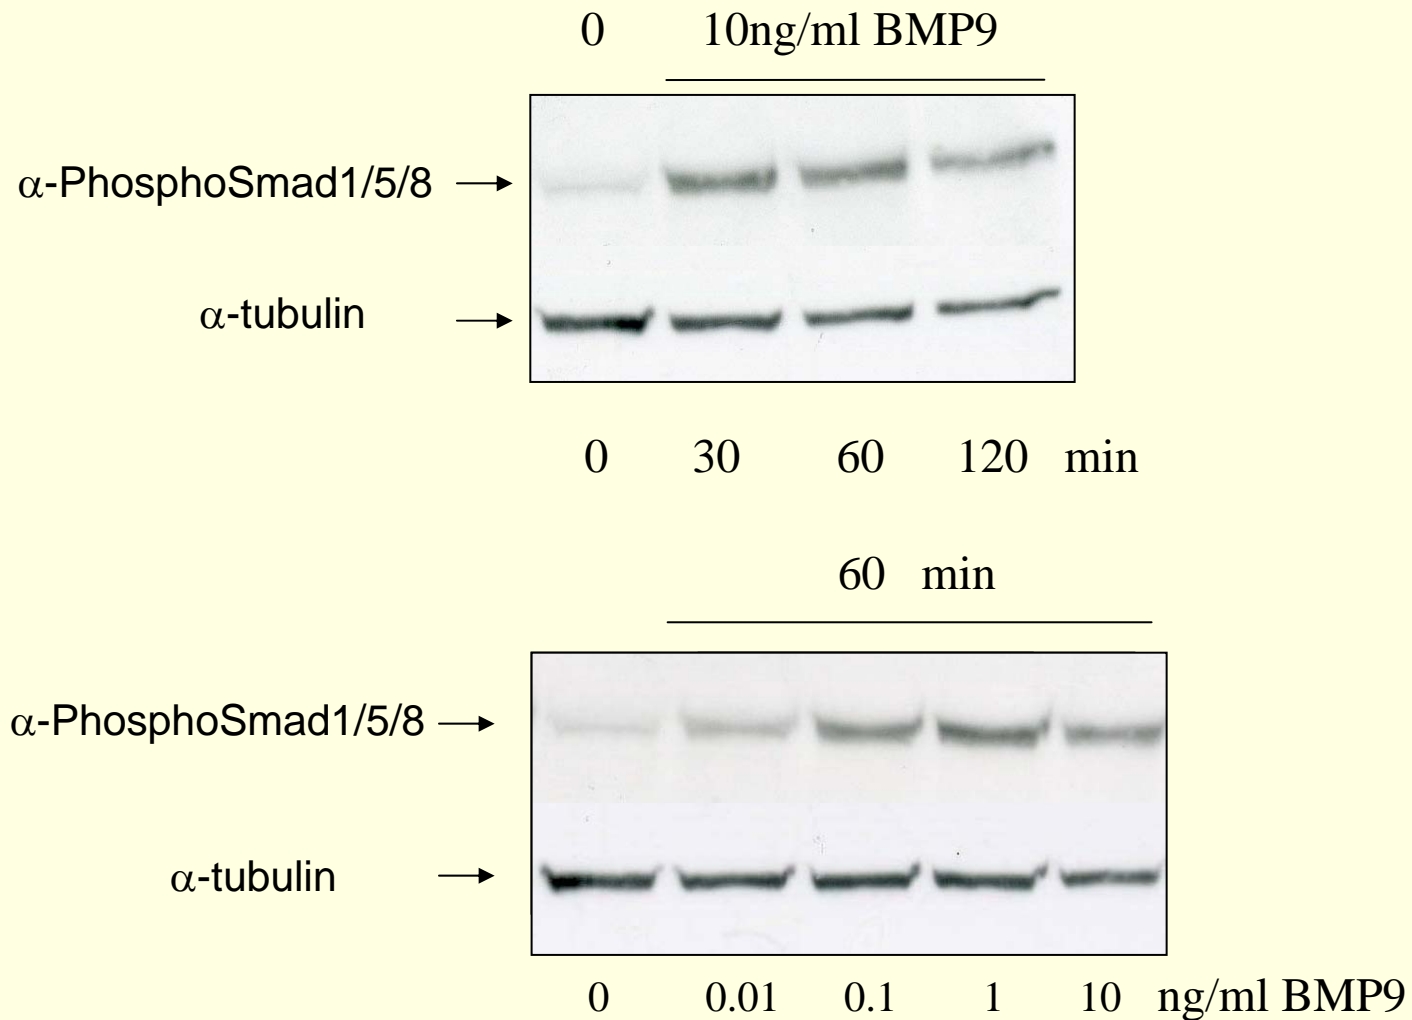 0 10ng/ml BMP9
α-PhosphoSmad1/5/8
α-tubulin
0 30 60 120 min
60 min
α-PhosphoSmad1/5/8
α-tubulin
0 0.01 0.1 1 10 ng/ml BMP9